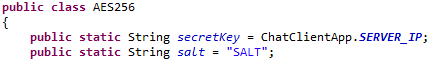 public class AES256
{
    public static String secretKey = ChatClientApp.SERVER_IP;
    public static String salt = "SALT";